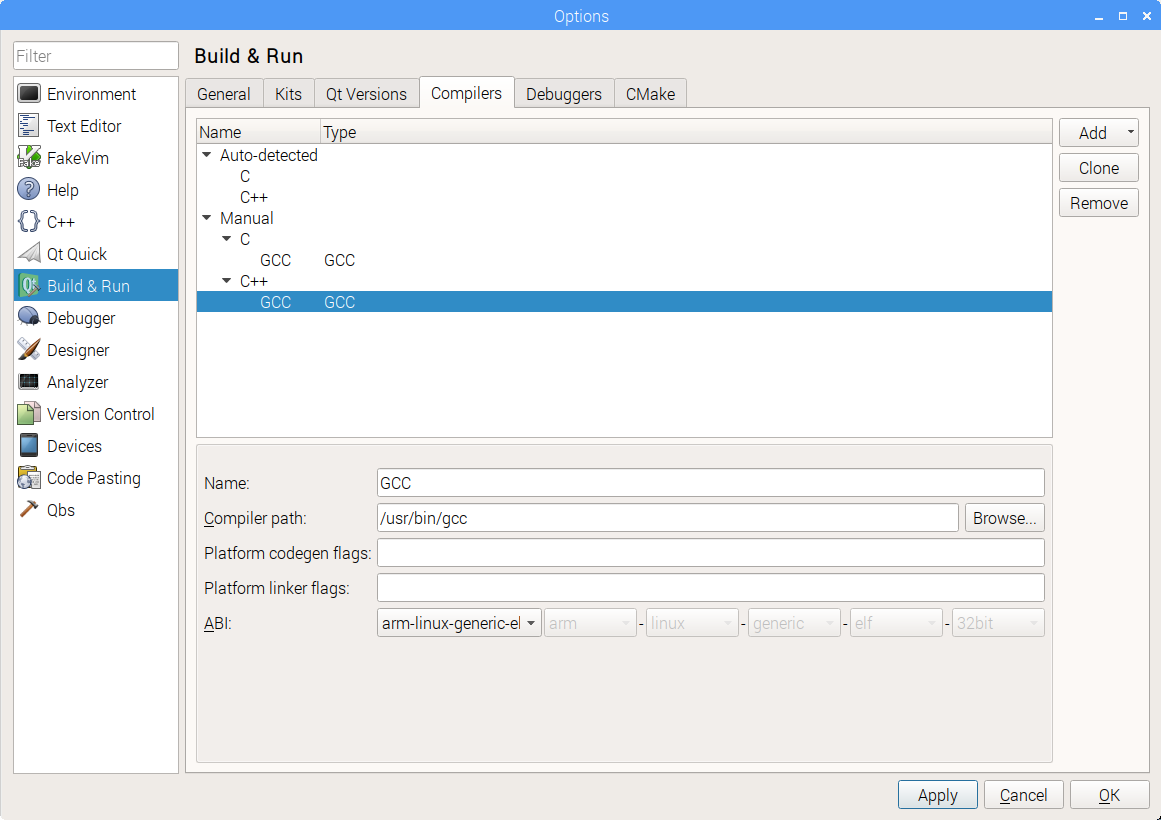 Options
Filter
Environment
Text Editor
FakeVim
Help
C++
Qt Quick
Build & Run
Debugger
Designer
Analyzer
Version Control
Devices
Code Pasting
Qbs
Build & Run
General Kits Qt Versions Compilers Debuggers CMake
Name Type
Auto-detected
C
C++
Manual
C
GCC GCC
C++
GCC GCC
Add
Clone
Remove
Name: GCC
Compiler path: /usr/bin/gcc Browse...
Platform codegen flags:
Platform linker flags:
ABI: arm-linux-generic-el arm - linux - generic - elf - 32bit
Apply Cancel OK